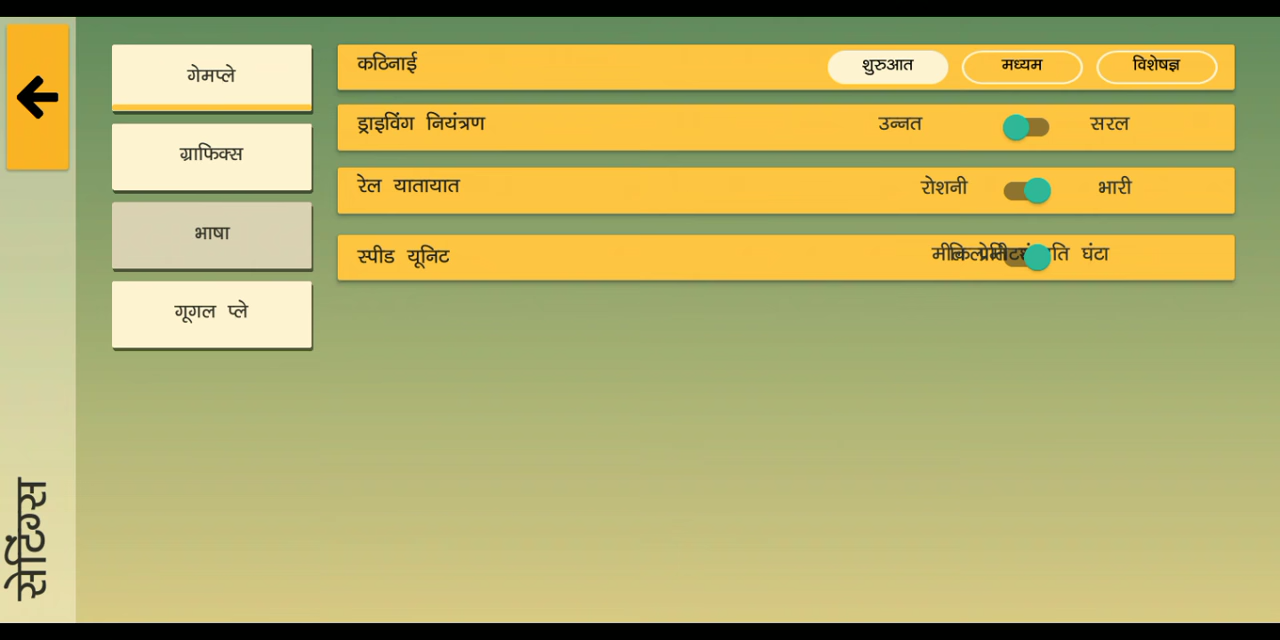 गेमप्ले
ग्राफिक्स
भाषा
गूगल प्ले
सेटिंग्स
कठिनाई शुरुआत मध्यम विशेषज्ञ
ड्राइविंग नियंत्रण उन्नत सरल
रेल यातायात रोशनी भारी
स्पीड यूनिट घंटा